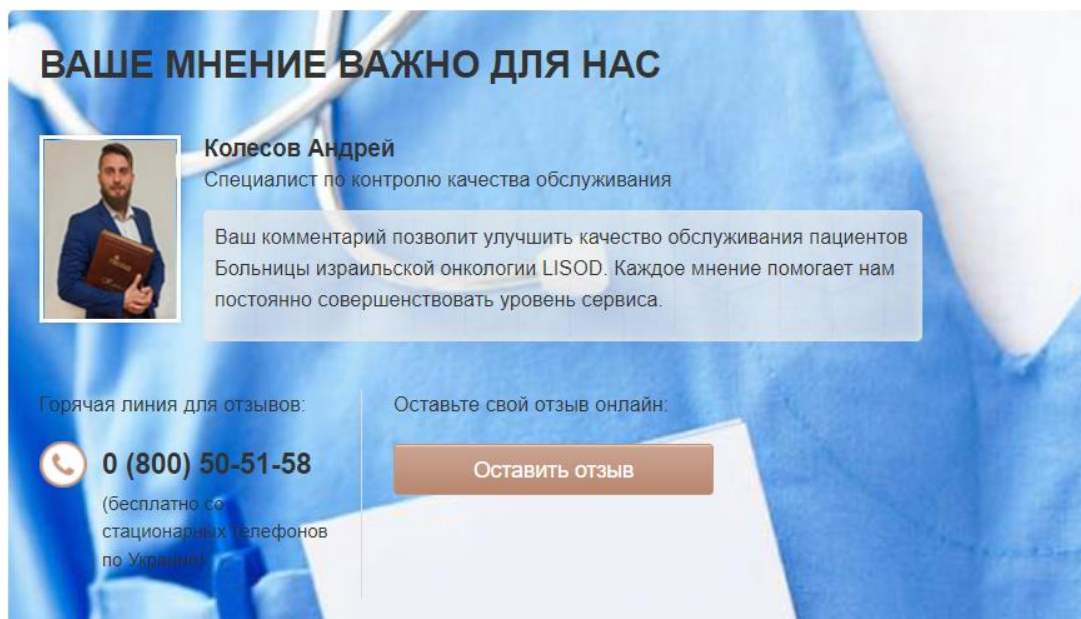 ВАШЕ МНЕНИЕ ВАЖНО ДЛЯ НАС
Колесов Андрей
Специалист по контролю качества обслуживания
Ваш комментарий позволит улучшить качество обслуживания пациентов
Больницы израильской онкологии LISOD. Каждое мнение помогает нам
постоянно совершенствовать уровень сервиса.
Горячая линия для отзывов:
0 (800) 50-51-58
(бесплатно со
стационарных телефонов
по Украине)
Оставьте свой отзыв онлайн:
Оставить отзыв